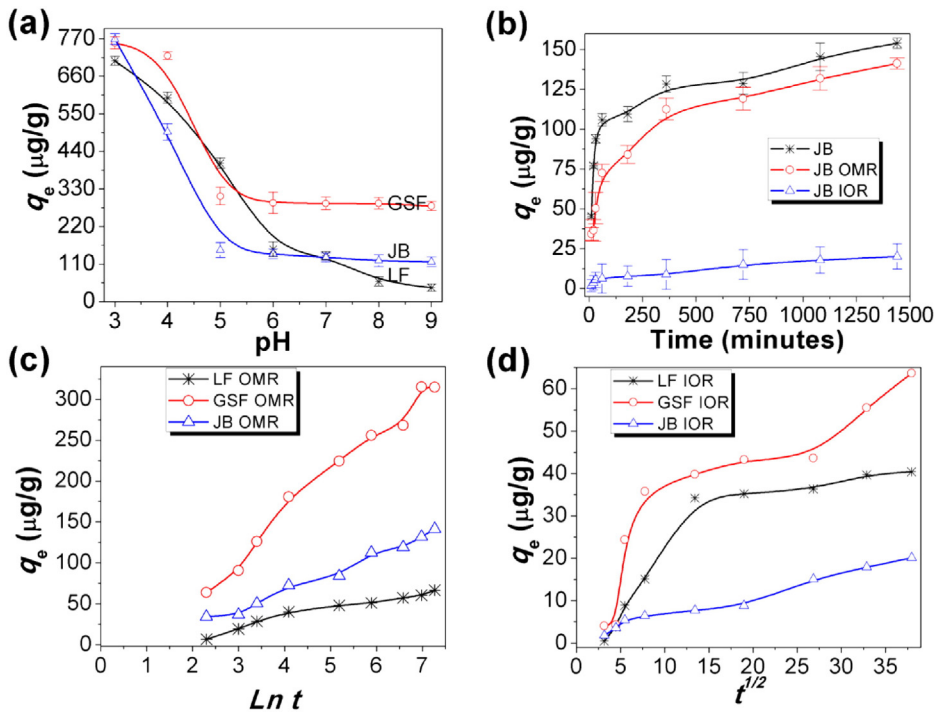 (a)
770
660
550
440
330
220
110
0
qe (μg/g)
GSF
JB
LF
3 4 5 6 7 8 9
pH
(b)
150
125
100
75
50
25
0
qe (μg/g)
JB
JB OMR
JB IOR
0 250 500 750 1000 1250 1500
Time (minutes)
(c)
300
250
200
150
100
50
0
qe (μg/g)
LF OMR
GSF OMR
JB OMR
0 1 2 3 4 5 6 7
Ln t
(d)
60
50
40
30
20
10
0
qe (μg/g)
LF IOR
GSF IOR
JB IOR
0 5 10 15 20 25 30 35
t1/2